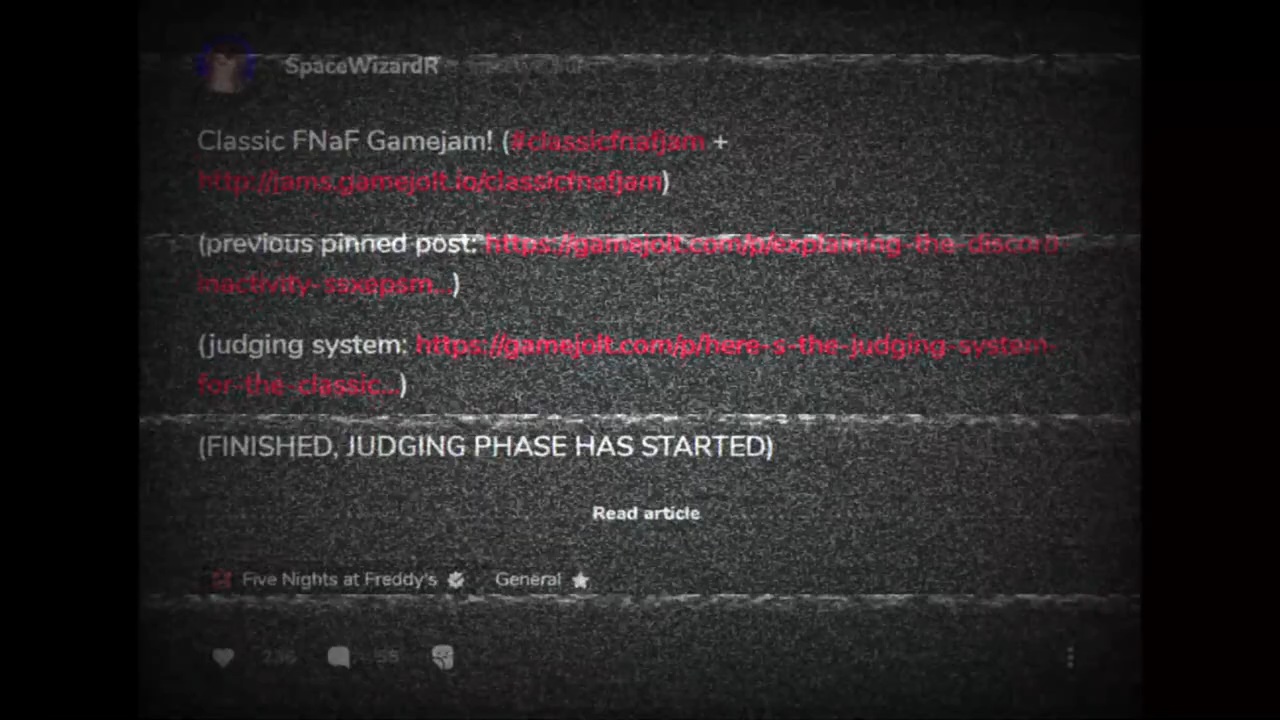 SpaceWizardR
Classic FNaF Gamejam! (#classicfnafjam +
http://jams.gamejolt.io/classicfnafjam)
(previous pinned post: https://gamejolt.com/p/explaining-the-discord-
inactivity-ssxepsm...)
(judging system: https://gamejolt.com/p/here-s-the-judging-system-
for-the-classic...)
(FINISHED, JUDGING PHASE HAS STARTED)
Read article
Five Nights at Freddy's General